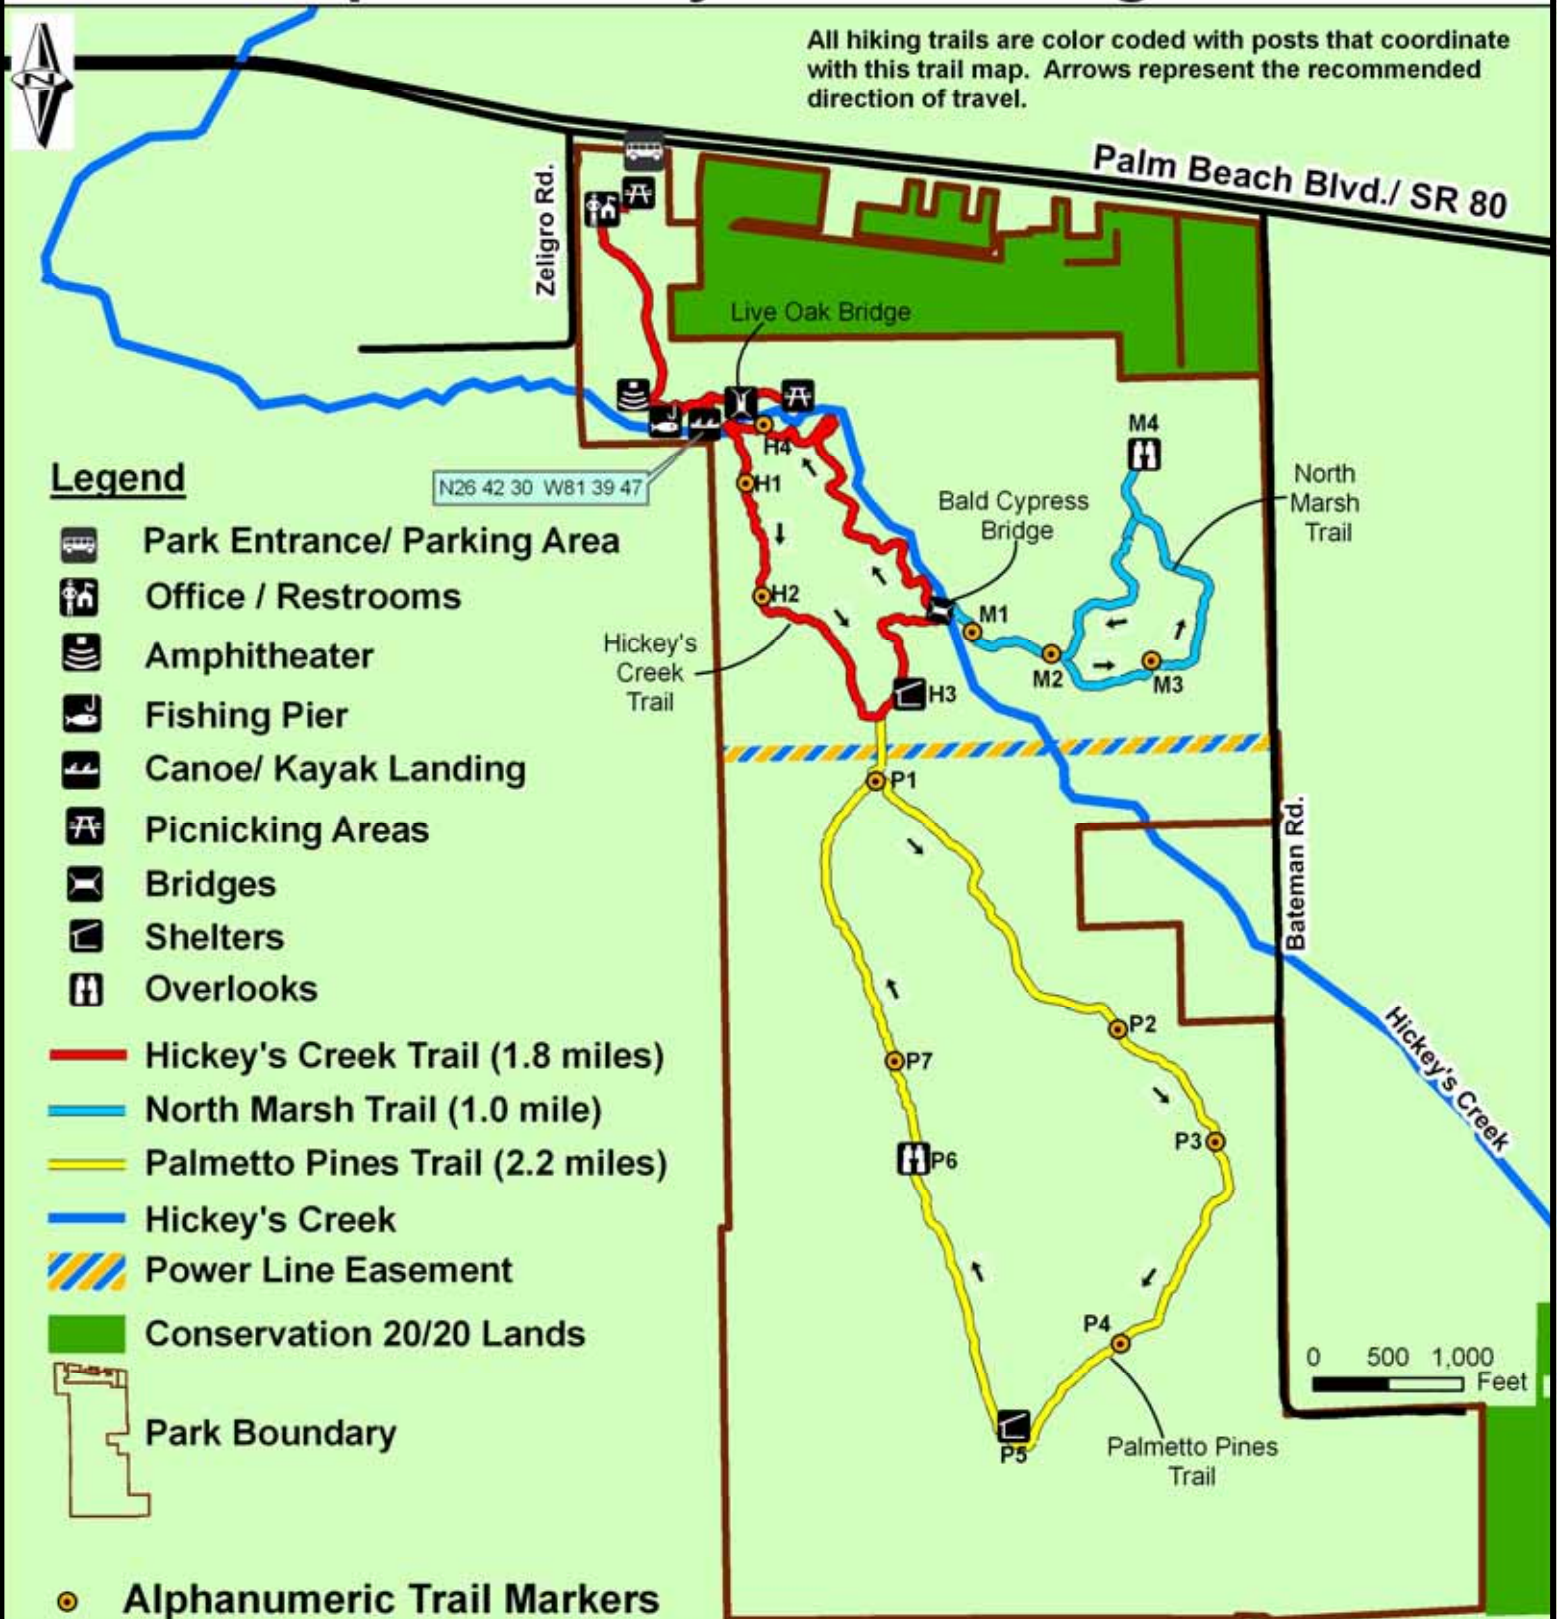 All hiking trails are color coded with posts that coordinate
with this trail map. Arrows represent the recommended
direction of travel.
N
Palm Beach Blvd./ SR 80
Zeligro Rd.
Live Oak Bridge
M4
H4
North
Marsh
Trail
N26 42 30 W81 39 47
H1
Bald Cypress
Bridge
H2
M1
Hickey's
Creek
Trail
M2
M3
H3
P1
Bateman Rd.
P2
Hickey's Creek
P7
P3
P6
P4
0 500 1,000
Feet
P5
Palmetto Pines
Trail
Legend
Park Entrance/ Parking Area
Office / Restrooms
Amphitheater
Fishing Pier
Canoe/ Kayak Landing
Picnicking Areas
Bridges
Shelters
Overlooks
Hickey's Creek Trail (1.8 miles)
North Marsh Trail (1.0 mile)
Palmetto Pines Trail (2.2 miles)
Hickey's Creek
Power Line Easement
Conservation 20/20 Lands
Park Boundary
Alphanumeric Trail Markers